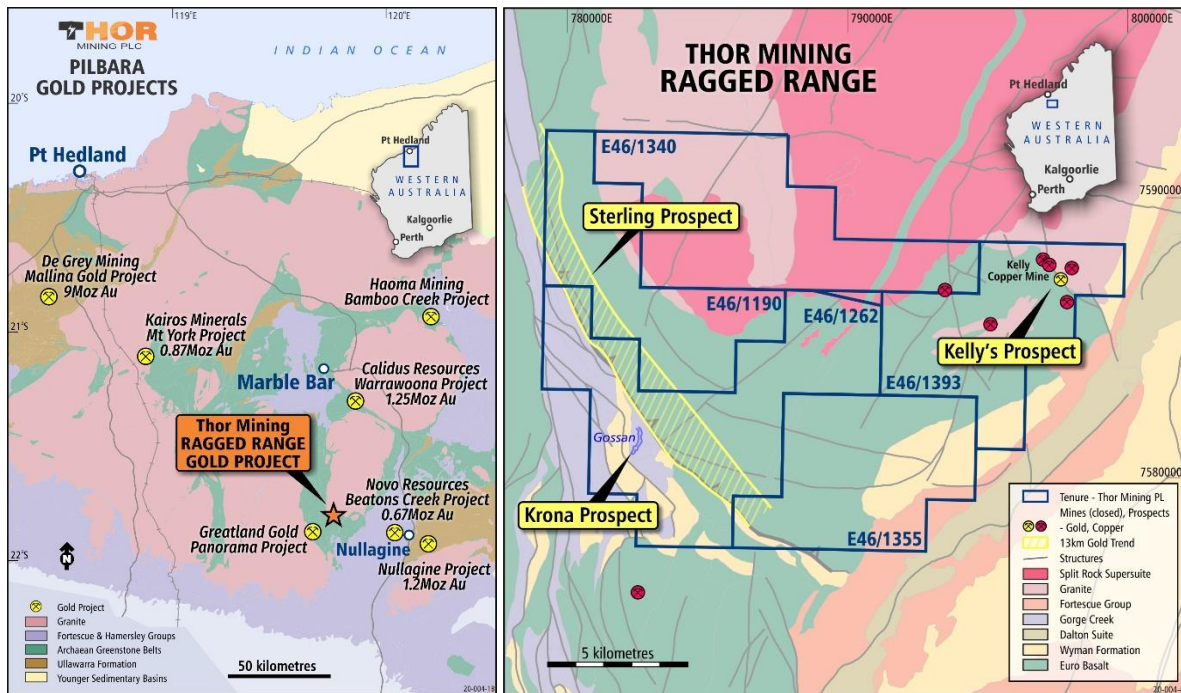 THOR
MINING PLC
PILBARA
GOLD PROJECTS
119°E
120°E
INDIAN OCEAN
20°S
Pt Hedland
Pt Hedland
WESTERN
AUSTRALIA
Kalgoorlie
Perth
De Grey Mining
Mallina Gold Project
9Moz Au
Haoma Mining
Bamboo Creek Project
21°S
Kairos Minerals
Mt York Project
0.87Moz Au
Marble Bar
Calidus Resources
Warrawoona Project
1.25Moz Au
Thor Mining
RAGGED RANGE
GOLD PROJECT
Novo Resources
Beatons Creek Project
0.67Moz Au
Greatland Gold
Panorama Project
Nullagine
Nullagine Project
1.2Moz Au
22°S
N
Gold Project
Granite
Fortescue & Hamersley Groups
Archaean Greenstone Belts
Ullawarra Formation
Younger Sedimentary Basins
50 kilometres
20-004-18
780000E
790000E
800000E
THOR MINING
RAGGED RANGE
Pt Hedland
WESTERN
AUSTRALIA
Kalgoorlie
Perth
7590000
E46/1340
Sterling Prospect
Kelly
Copper Mine
E46/1190
E46/1262
Kelly's Prospect
E46/1393
Gossan
7580000
Krona Prospect
E46/1355
Tenure - Thor Mining PL
Mines (closed), Prospects
- Gold, Copper
13km Gold Trend
Structures
Split Rock Supersuite
Granite
Fortescue Group
Gorge Creek
Dalton Suite
Wyman Formation
Euro Basalt
5 kilometres